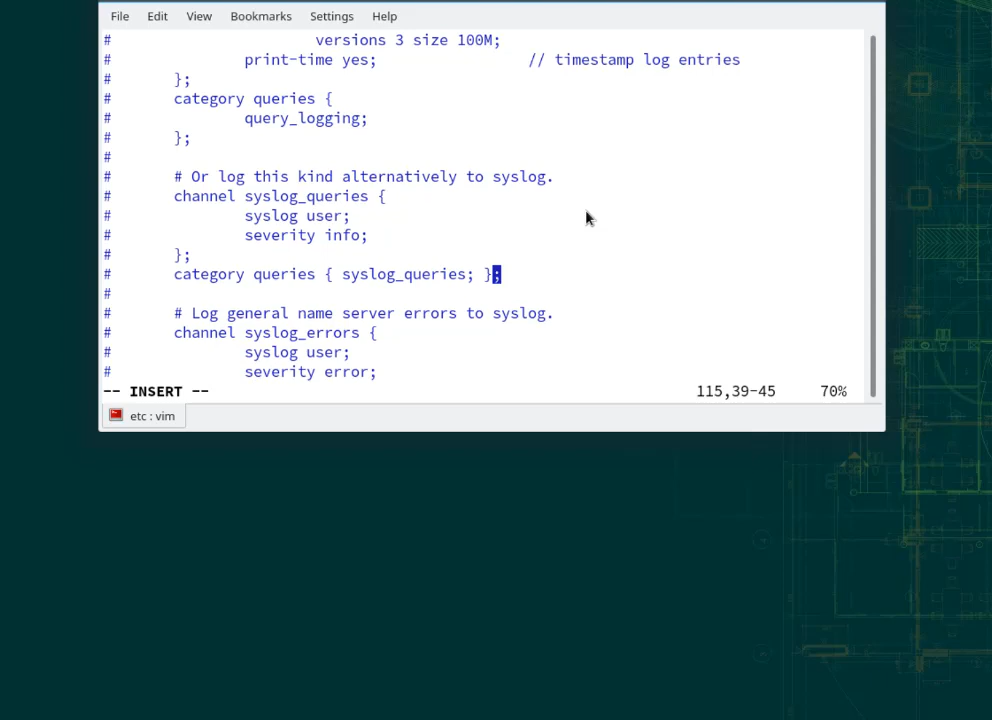 File Edit View Bookmarks Settings Help
#                       versions 3 size 100M;
#               print-time yes;                 // timestamp log entries
#       };
#       category queries {
#               query_logging;
#       };
#
#       # Or log this kind alternatively to syslog.
#       channel syslog_queries {
#               syslog user;
#               severity info;
#       };
#       category queries { syslog_queries; };
#
#       # Log general name server errors to syslog.
#       channel syslog_errors {
#               syslog user;
#               severity error;
-- INSERT -- 115,39-45 70%
etc : vim